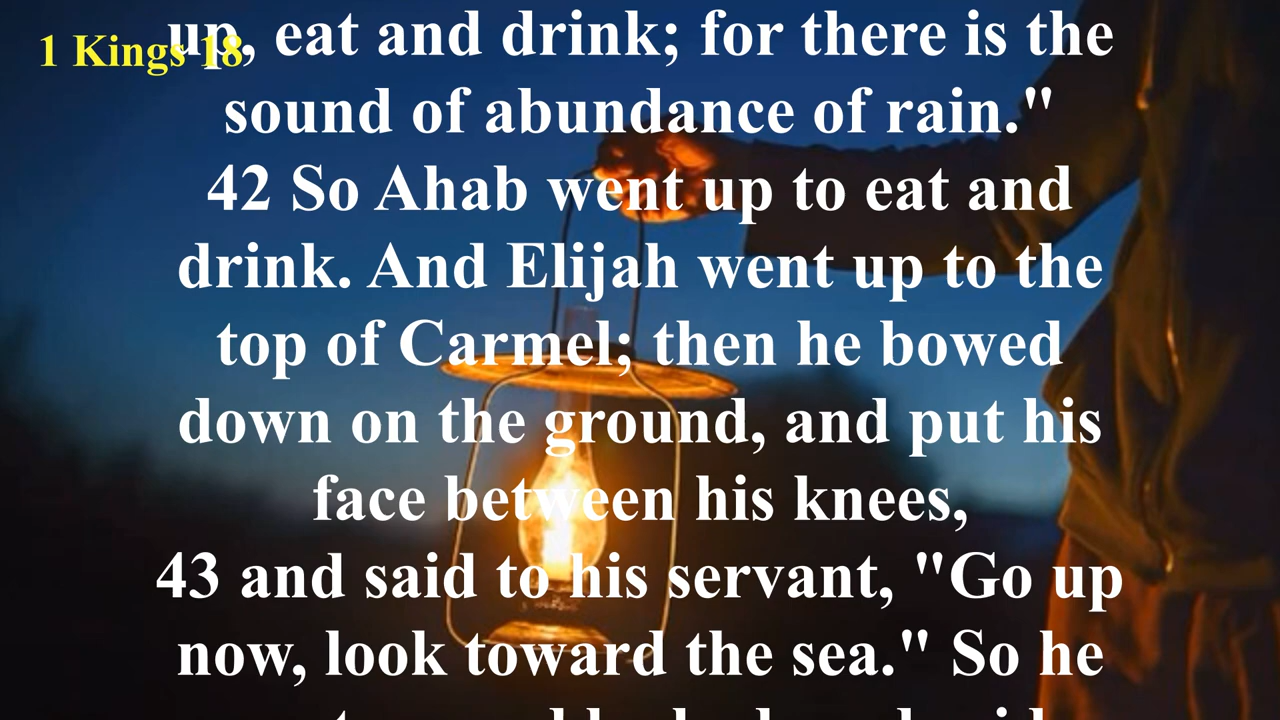 1 Kings 18
up, eat and drink; for there is the
sound of abundance of rain."
42 So Ahab went up to eat and
drink. And Elijah went up to the
top of Carmel; then he bowed
down on the ground, and put his
face between his knees,
43 and said to his servant, "Go up
now, look toward the sea." So he